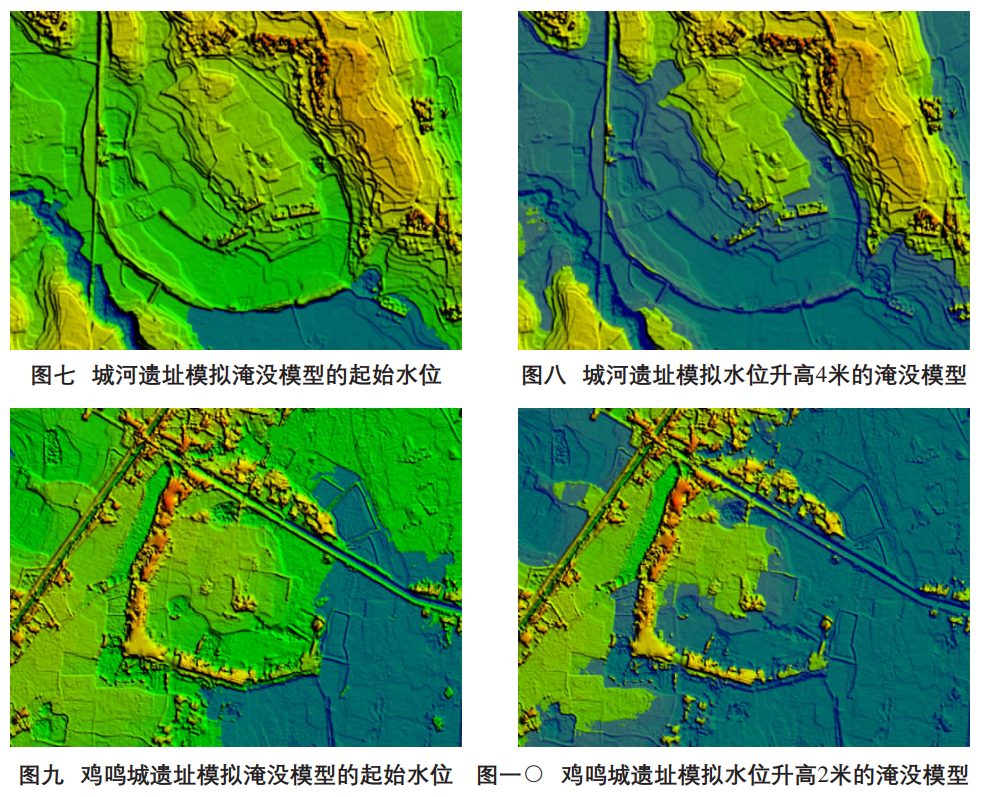 图七 城河遗址模拟淹没模型的起始水位
图八 城河遗址模拟水位升高4米的淹没模型
图九 鸡鸣城遗址模拟淹没模型的起始水位
图一〇 鸡鸣城遗址模拟水位升高2米的淹没模型